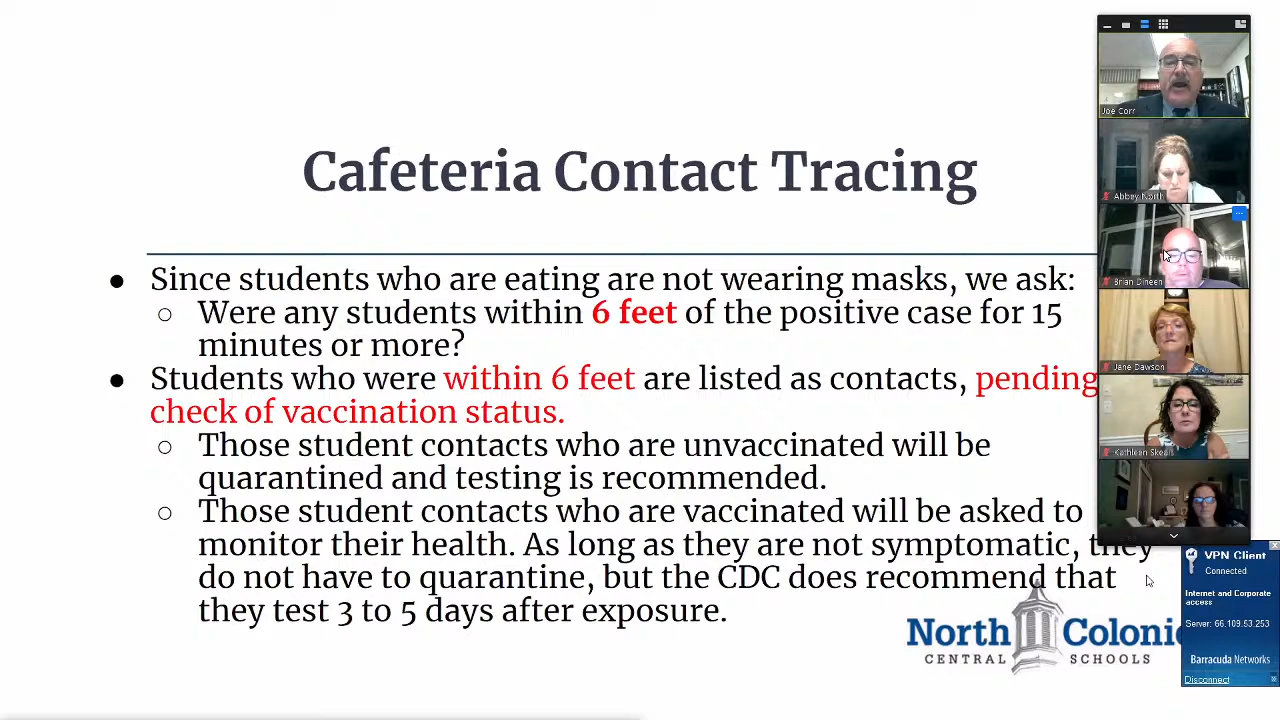 Cafeteria Contact Tracing
● Since students who are eating are not wearing masks, we ask:
○ Were any students within 6 feet of the positive case for 15
minutes or more?
● Students who were within 6 feet are listed as contacts, pending
check of vaccination status.
○ Those student contacts who are unvaccinated will be
quarantined and testing is recommended.
○ Those student contacts who are vaccinated will be asked to
monitor their health. As long as they are not symptomatic, they
do not have to quarantine, but the CDC does recommend that
they test 3 to 5 days after exposure.
North Colonie
CENTRAL SCHOOLS
Joe Corr
Abbey North
Brian Dineen
Jane Dawson
Kathleen Skeals
VPN Client
Connected
Internet and Corporate
access
Server: 66.109.53.253
Barracuda Networks
Disconnect